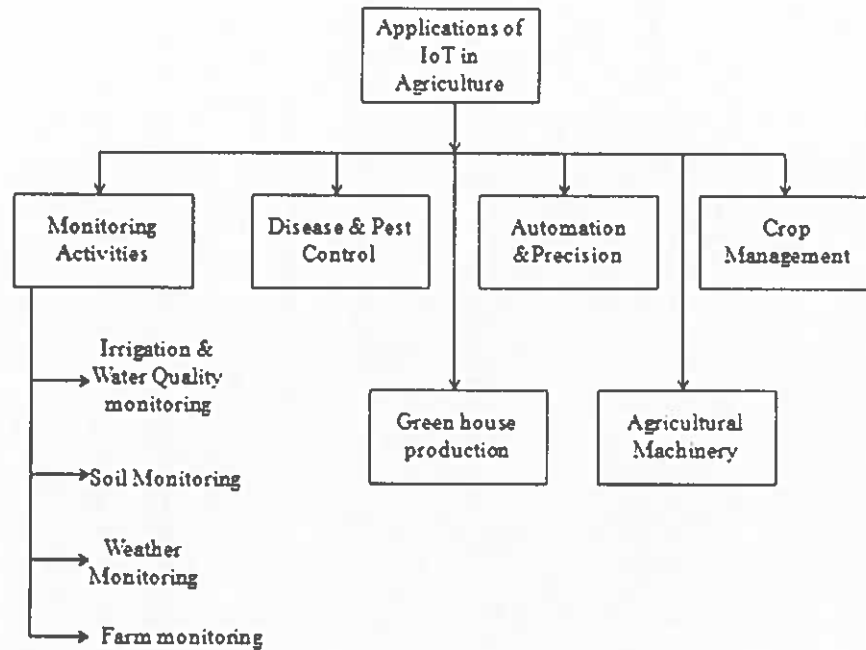 Applications of
IoT in
Agriculture
Monitoring
Activities
Disease & Pest
Control
Automation
&Precision
Crop
Management
Irrigation &
Water Quality
monitoring
Soil Monitoring
Weather
Monitoring
Farm monitoring
Green house
production
Agricultural
Machinery